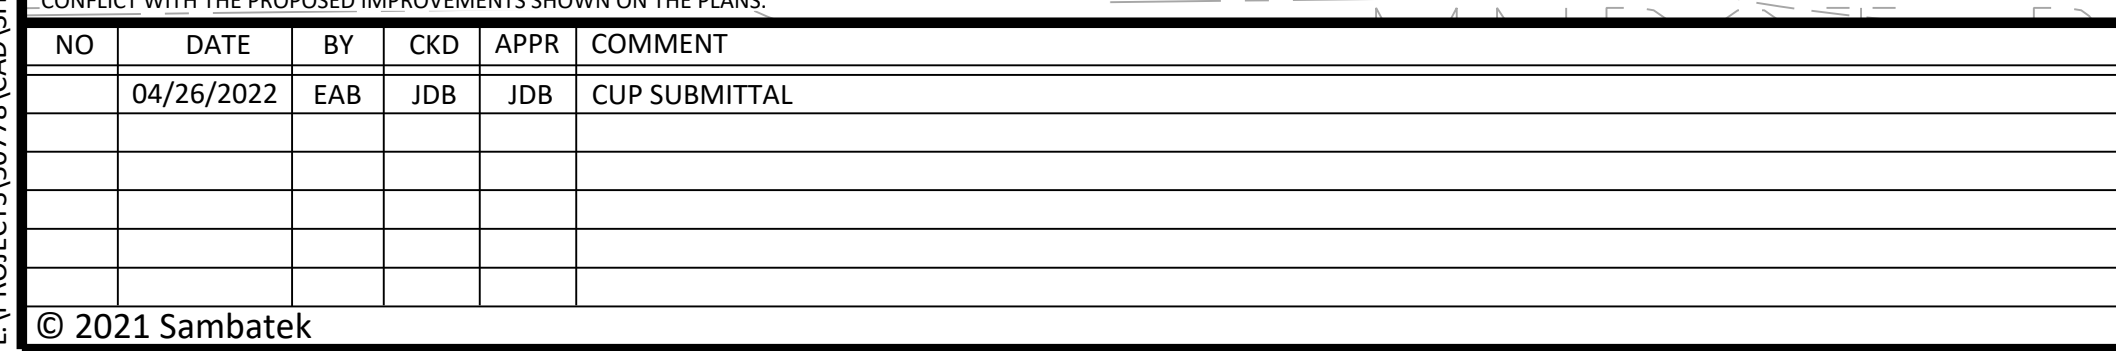 CONFLICT WITH THE PROPOSED IMPROVEMENTS SHOWN ON THE PLANS.
NO DATE BY CKD APPR COMMENT
04/26/2022 EAB JDB JDB CUP SUBMITTAL
© 2021 Sambatek